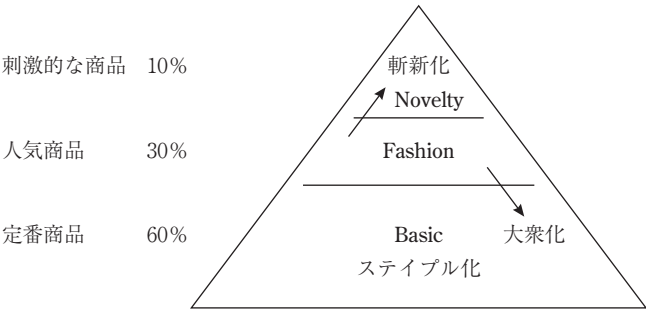 刺激的な商品 10%
斬新化
Novelty
人気商品 30%
Fashion
定番商品 60%
Basic
大衆化
ステイプル化